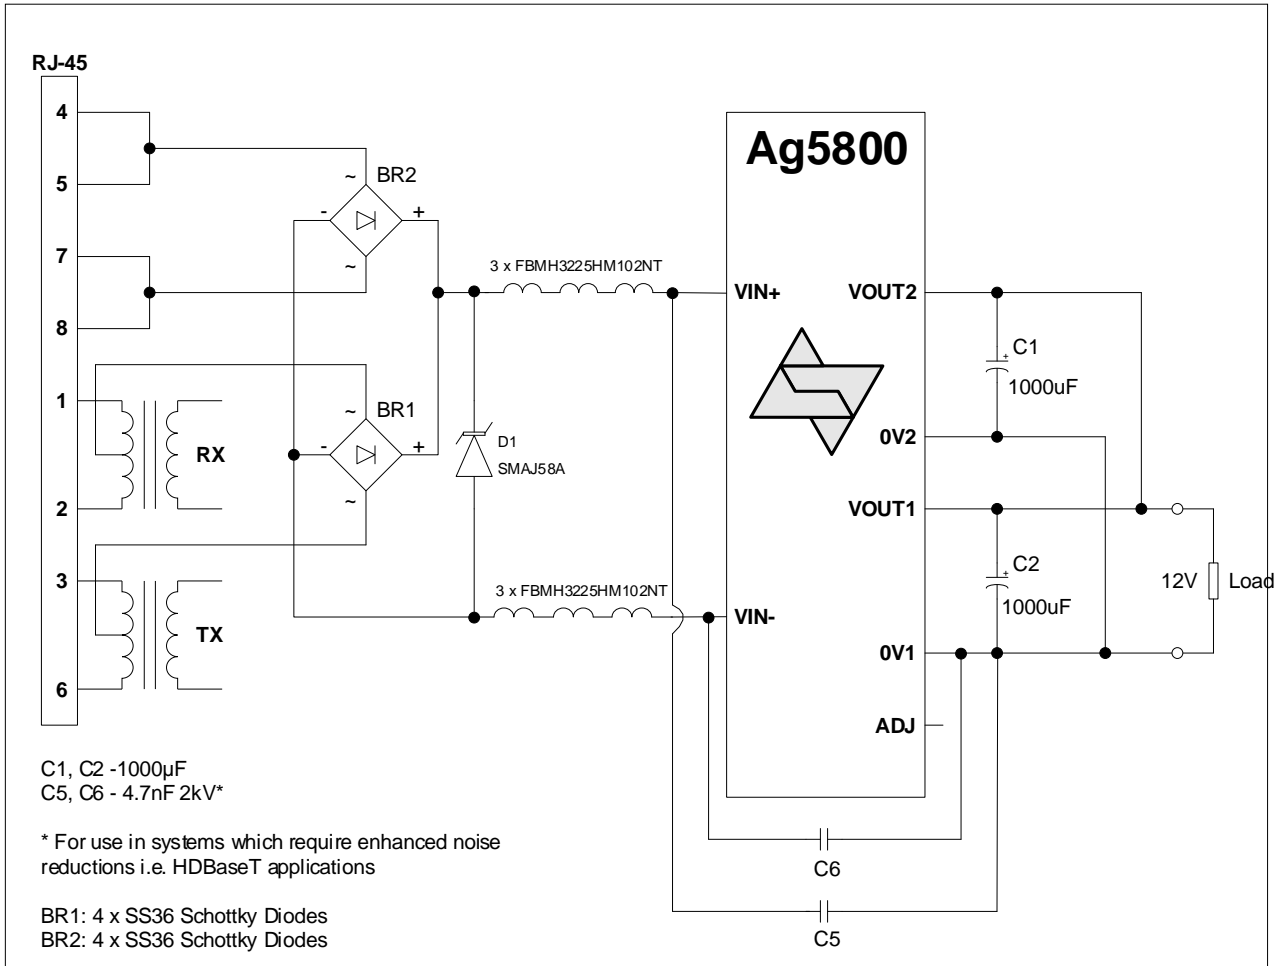 RJ-45
4
5
7
8
1
2
3
6
RX
TX
~
BR2
-
+
~
~
BR1
-
+
~
3 x FBMH3225HM102NT
D1
SMAJ58A
3 x FBMH3225HM102NT
Ag5800
VIN+
VIN-
VOUT2
0V2
VOUT1
0V1
ADJ
+
C1
1000uF
+
C2
1000uF
12V
Load
C6
C5
C1, C2 -1000µF
C5, C6 - 4.7nF 2kV*
* For use in systems which require enhanced noise
reductions i.e. HDBaseT applications
BR1: 4 x SS36 Schottky Diodes
BR2: 4 x SS36 Schottky Diodes